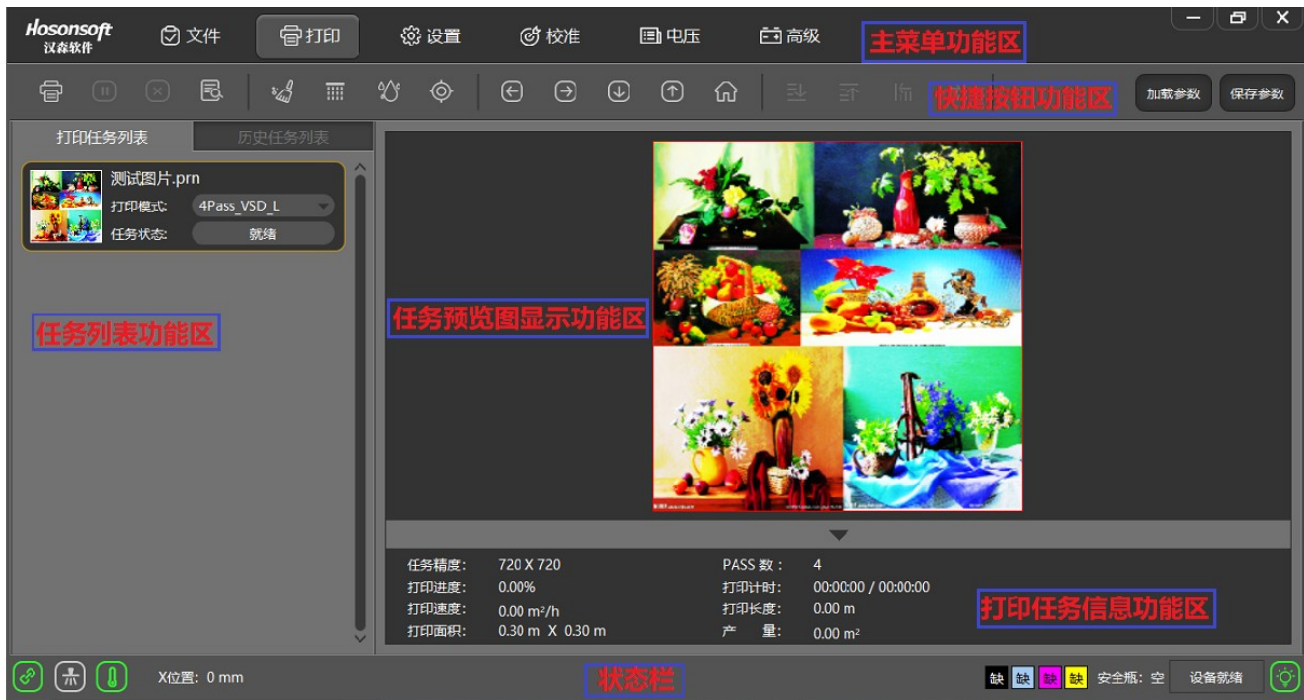 Hosonsoft
汉森软件
文件
打印
设置
校准
电压
高级
主菜单功能区
快捷按钮功能区
加载参数
保存参数
打印任务列表
历史任务列表
测试图片.prn
打印模式:
4Pass_VSD_L
任务状态:
就绪
任务列表功能区
任务预览图显示功能区
任务精度: 720 X 720
PASS 数: 4
打印进度: 0.00%
打印计时: 00:00:00 / 00:00:00
打印速度: 0.00 m²/h
打印长度: 0.00 m
打印面积: 0.30 m X 0.30 m
产 量: 0.00 m²
打印任务信息功能区
X位置: 0 mm
状态栏
缺 缺 缺 缺
安全瓶: 空
设备就绪